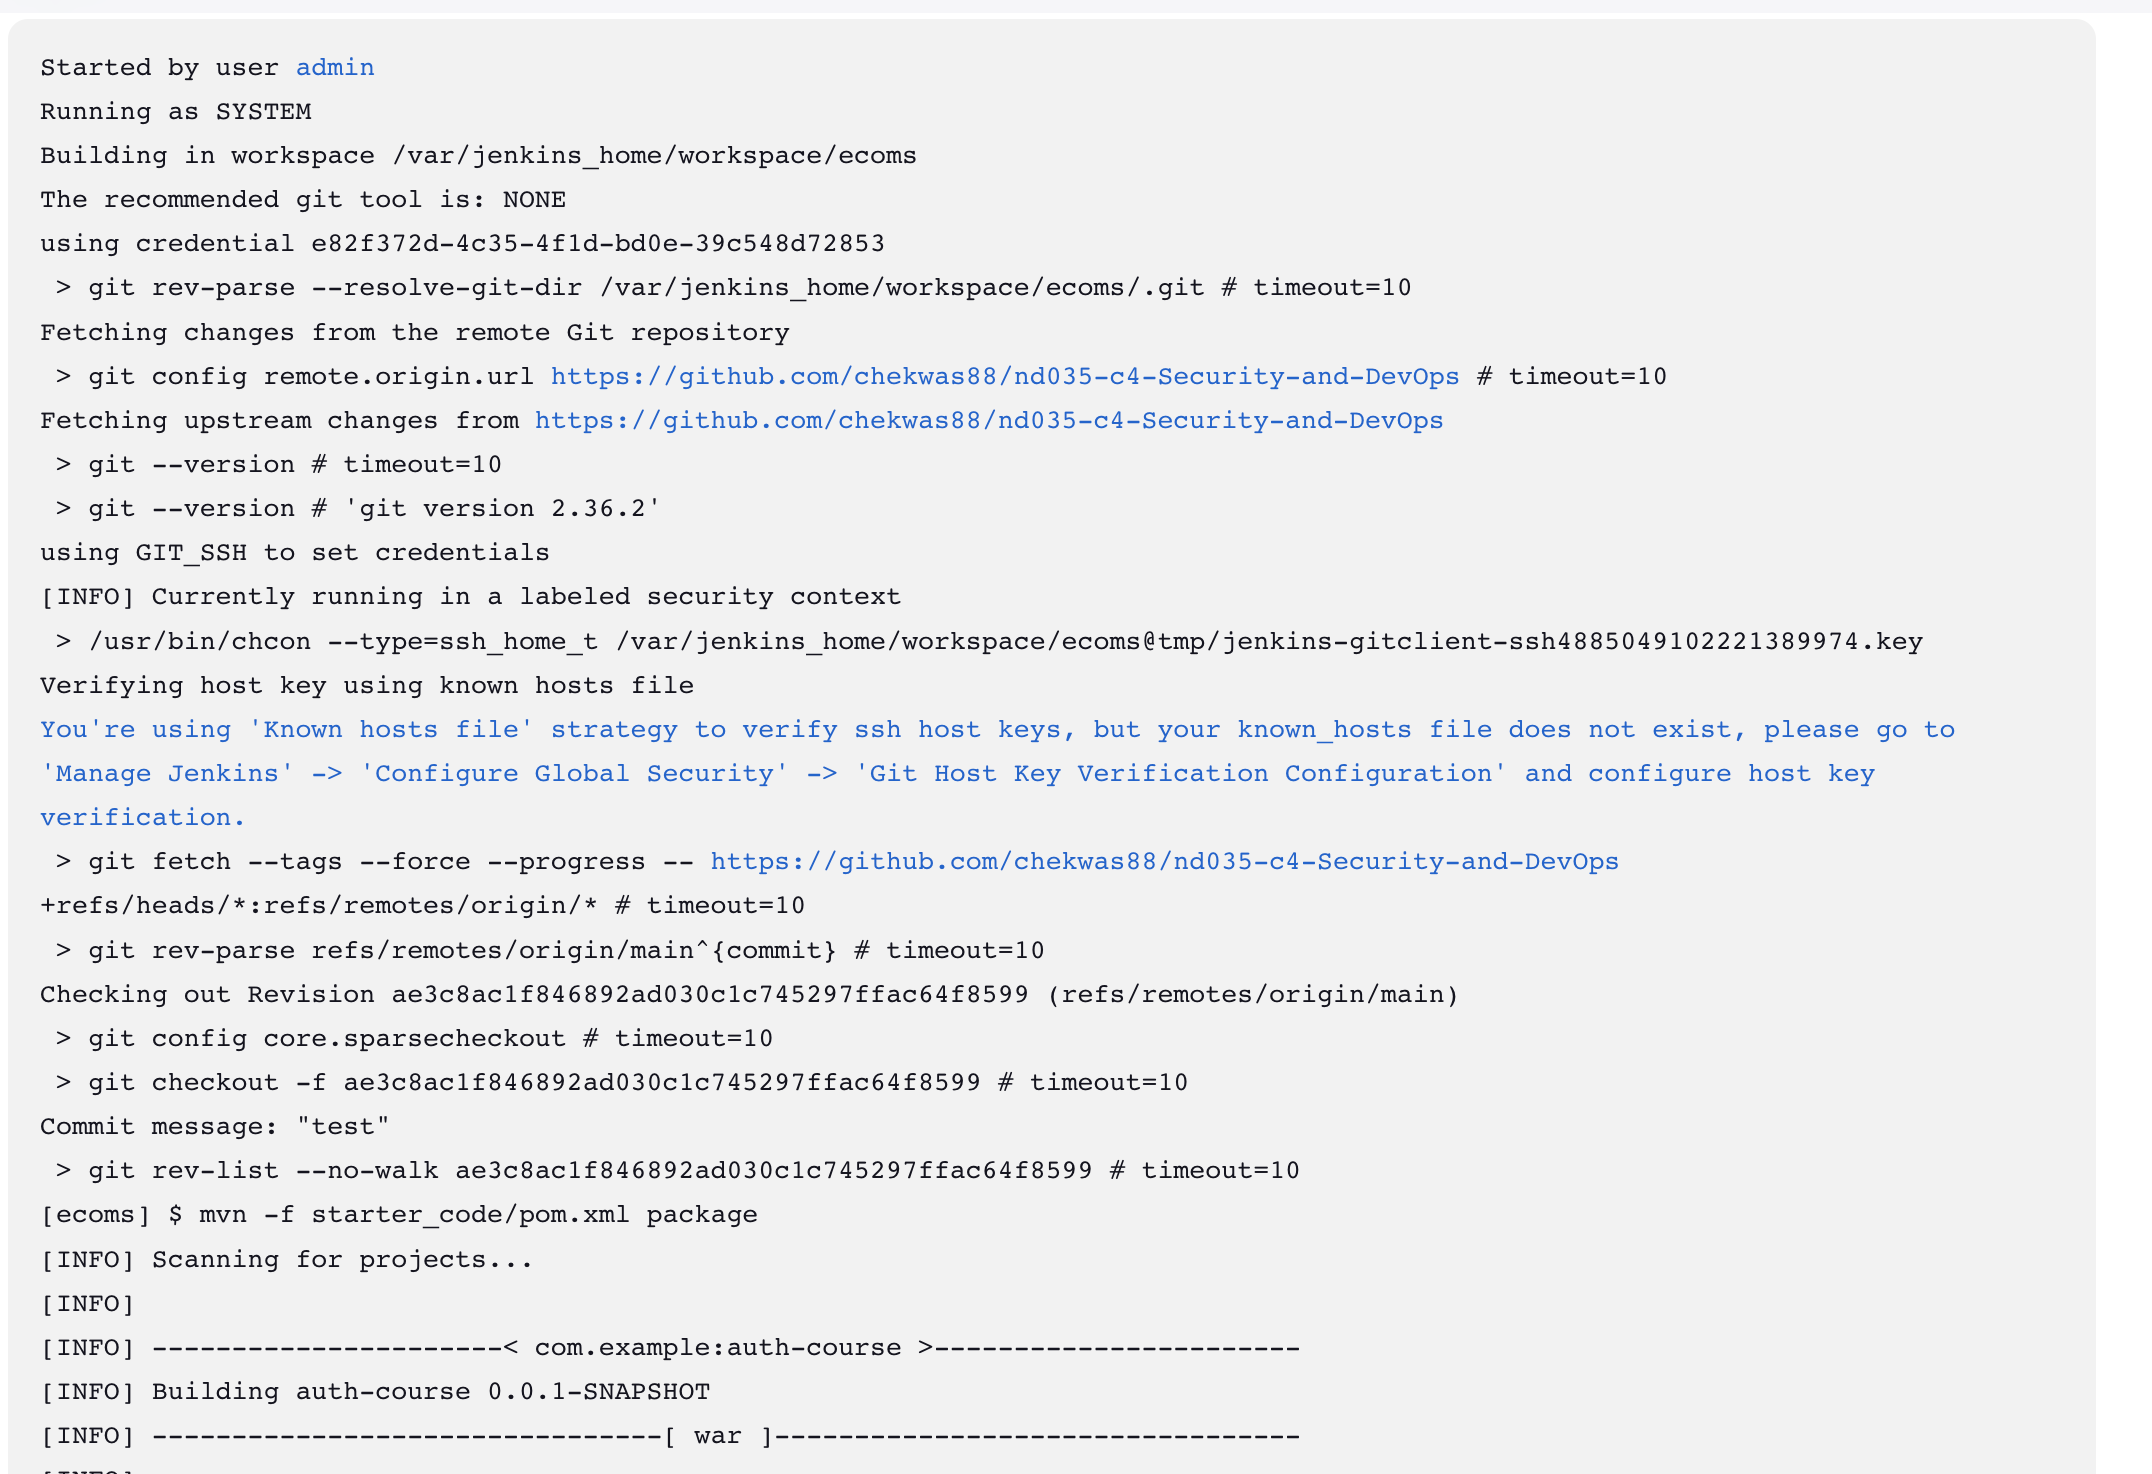 Started by user admin
Running as SYSTEM
Building in workspace /var/jenkins_home/workspace/ecoms
The recommended git tool is: NONE
using credential e82f372d-4c35-4f1d-bd0e-39c548d72853
 > git rev-parse --resolve-git-dir /var/jenkins_home/workspace/ecoms/.git # timeout=10
Fetching changes from the remote Git repository
 > git config remote.origin.url https://github.com/chekwas88/nd035-c4-Security-and-DevOps # timeout=10
Fetching upstream changes from https://github.com/chekwas88/nd035-c4-Security-and-DevOps
 > git --version # timeout=10
 > git --version # 'git version 2.36.2'
using GIT_SSH to set credentials
[INFO] Currently running in a labeled security context
 > /usr/bin/chcon --type=ssh_home_t /var/jenkins_home/workspace/ecoms@tmp/jenkins-gitclient-ssh4885049102221389974.key
Verifying host key using known hosts file
You're using 'Known hosts file' strategy to verify ssh host keys, but your known_hosts file does not exist, please go to
'Manage Jenkins' -> 'Configure Global Security' -> 'Git Host Key Verification Configuration' and configure host key
verification.
 > git fetch --tags --force --progress -- https://github.com/chekwas88/nd035-c4-Security-and-DevOps
+refs/heads/*:refs/remotes/origin/* # timeout=10
 > git rev-parse refs/remotes/origin/main^{commit} # timeout=10
Checking out Revision ae3c8ac1f846892ad030c1c745297ffac64f8599 (refs/remotes/origin/main)
 > git config core.sparsecheckout # timeout=10
 > git checkout -f ae3c8ac1f846892ad030c1c745297ffac64f8599 # timeout=10
Commit message: "test"
 > git rev-list --no-walk ae3c8ac1f846892ad030c1c745297ffac64f8599 # timeout=10
[ecoms] $ mvn -f starter_code/pom.xml package
[INFO] Scanning for projects...
[INFO]
[INFO] ----------------------< com.example:auth-course >-----------------------
[INFO] Building auth-course 0.0.1-SNAPSHOT
[INFO] --------------------------------[ war ]---------------------------------